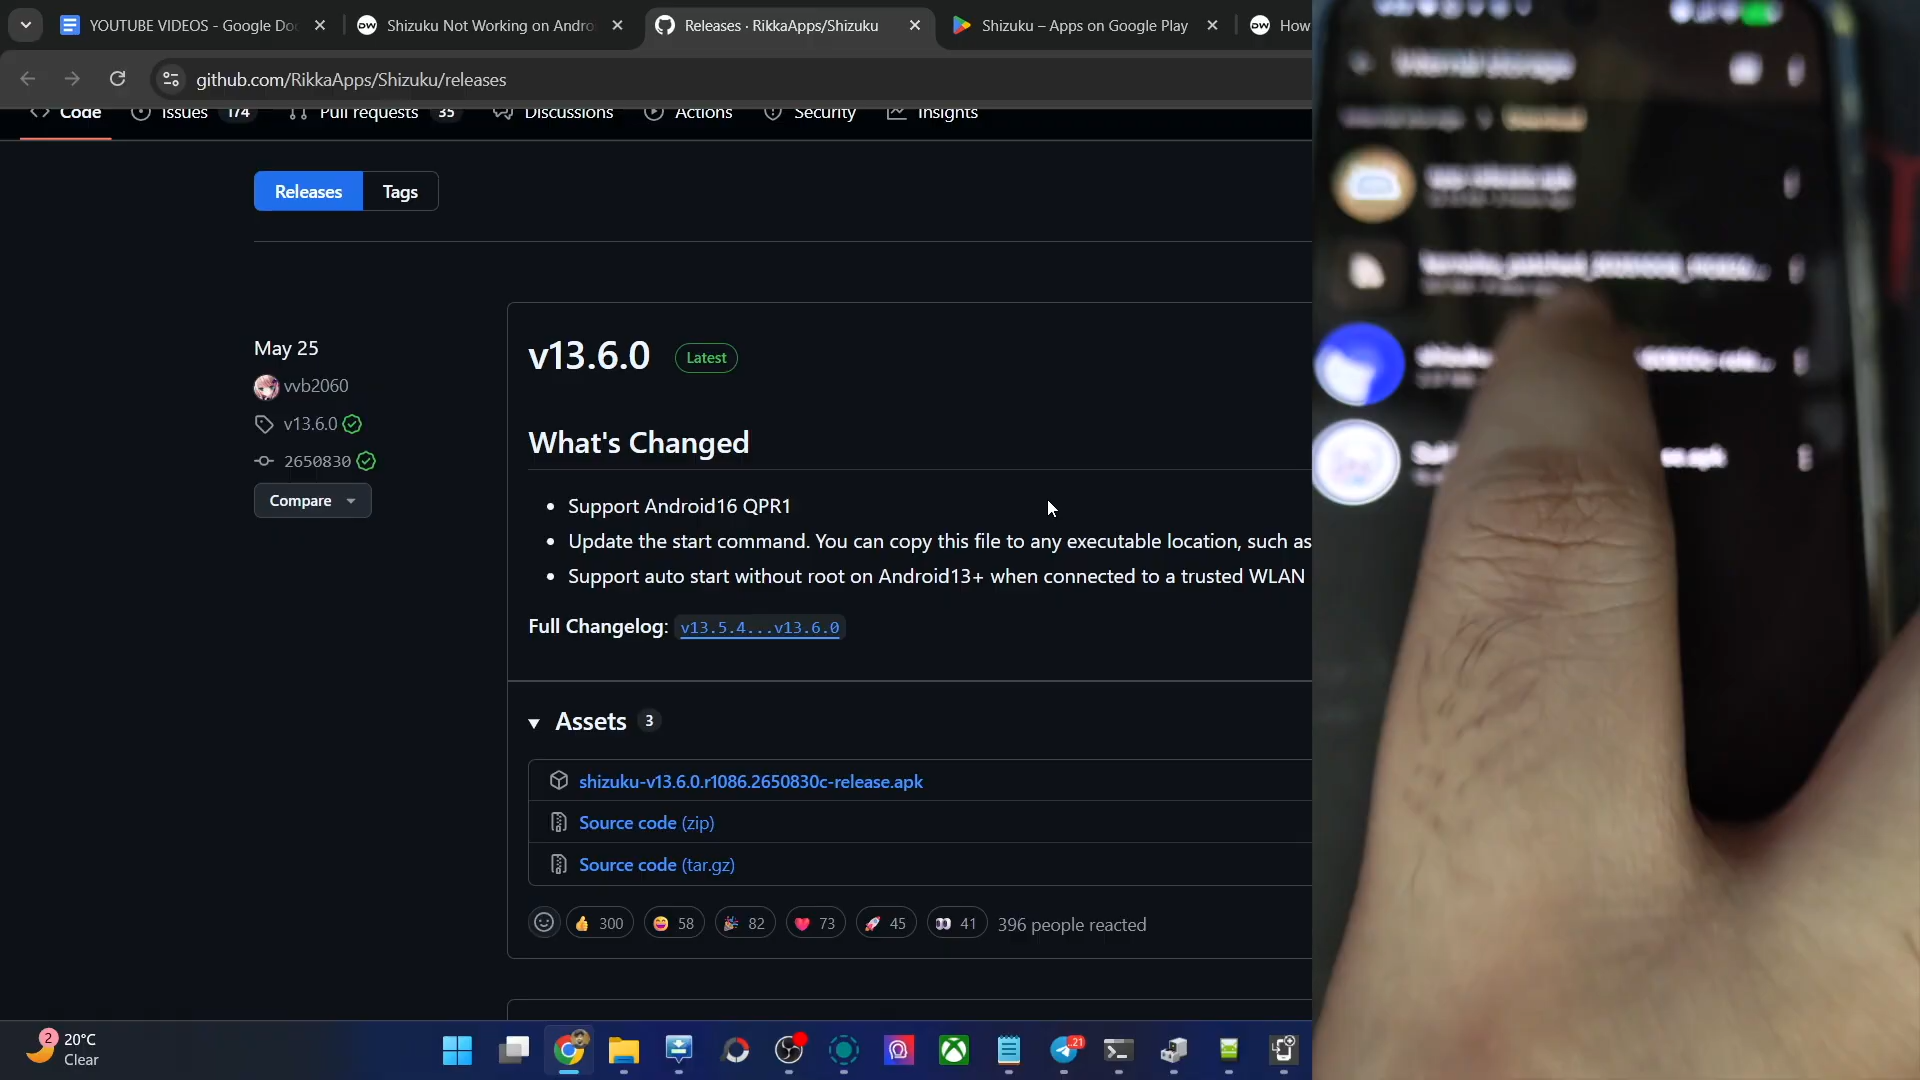 YOUTUBE VIDEOS - Google Do
Shizuku Not Working on Andro
Releases · RikkaApps/Shizuku
Shizuku – Apps on Google Play
How
github.com/RikkaApps/Shizuku/releases
Code
Issues 174
Pull requests 35
Discussions
Actions
Security
Insights
Releases
Tags
May 25
vvb2060
v13.6.0
2650830
Compare
v13.6.0
Latest
What's Changed
Support Android16 QPR1
Update the start command. You can copy this file to any executable location, such as
Support auto start without root on Android13+ when connected to a trusted WLAN
Full Changelog: v13.5.4...v13.6.0
Assets 3
shizuku-v13.6.0.r1086.2650830c-release.apk
Source code (zip)
Source code (tar.gz)
300
58
82
73
45
41
396 people reacted
Internal storage
2
20°C
Clear
21